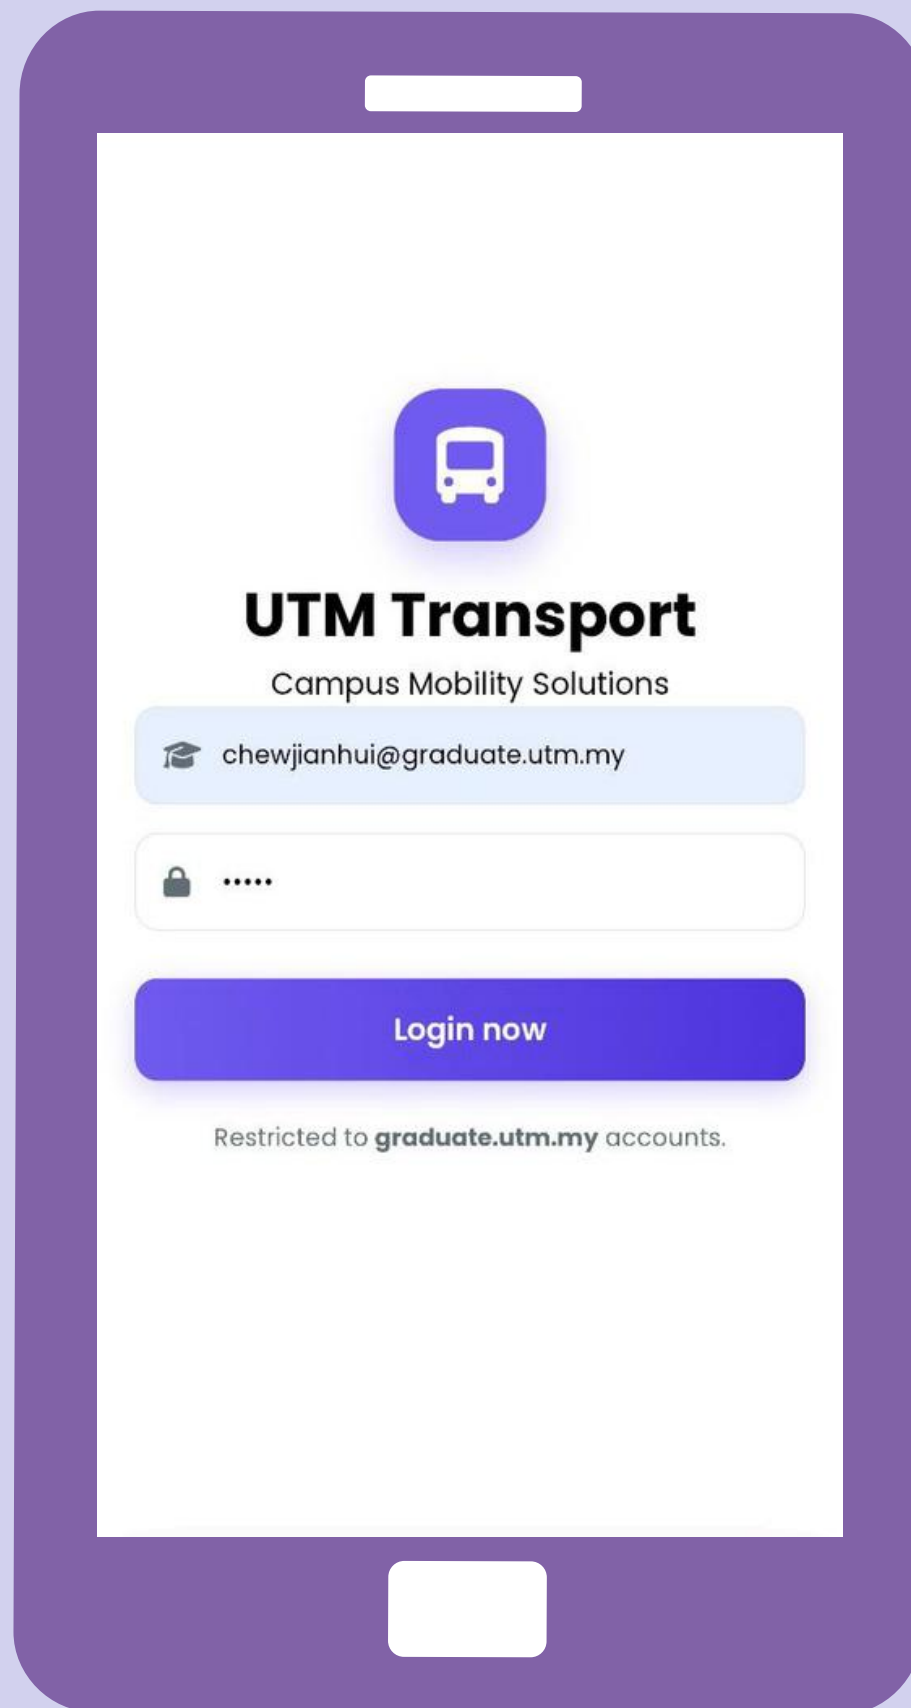 UTM Transport
Campus Mobility Solutions
chewjianhui@graduate.utm.my
•••••
Login now
Restricted to graduate.utm.my accounts.